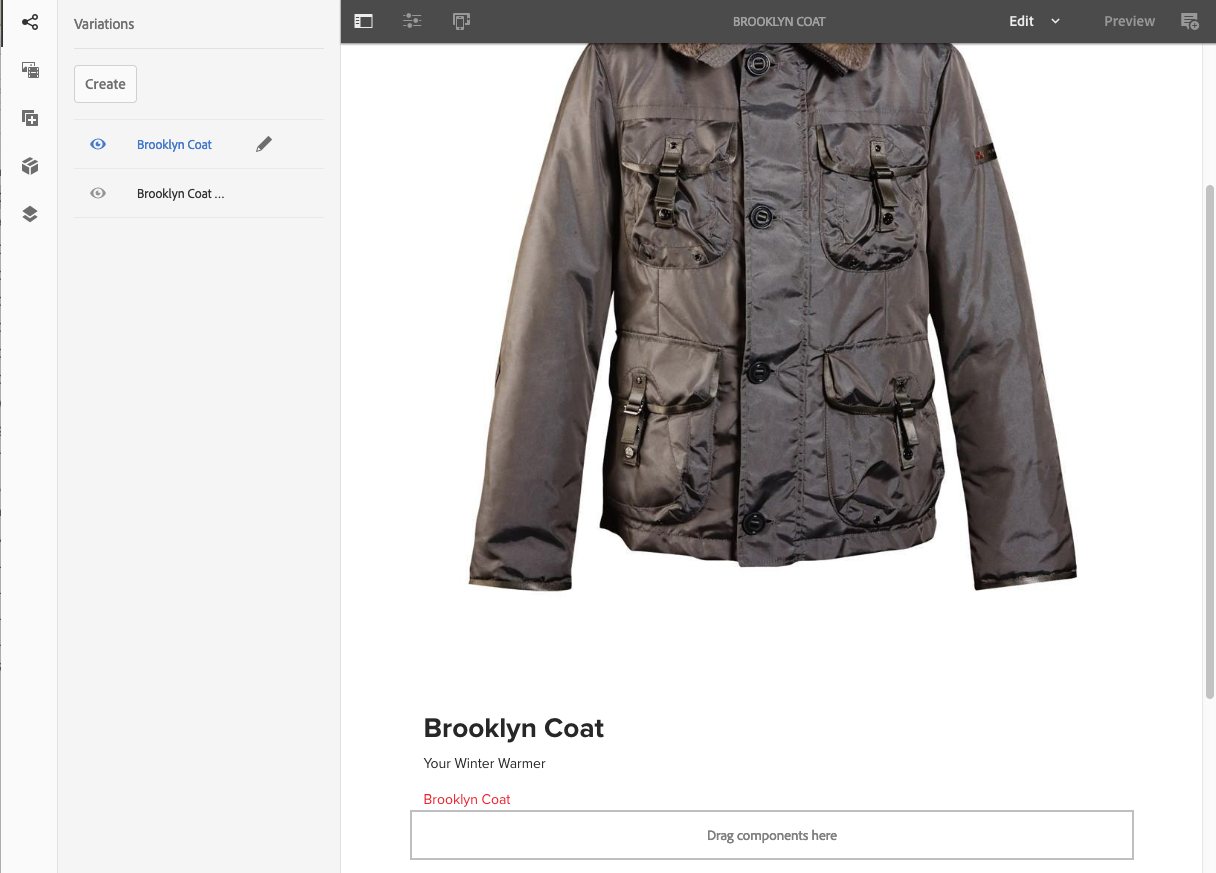 Variations
Create
Brooklyn Coat
Brooklyn Coat ...
BROOKLYN COAT
Edit
Preview
Brooklyn Coat
Your Winter Warmer
Brooklyn Coat
Drag components here